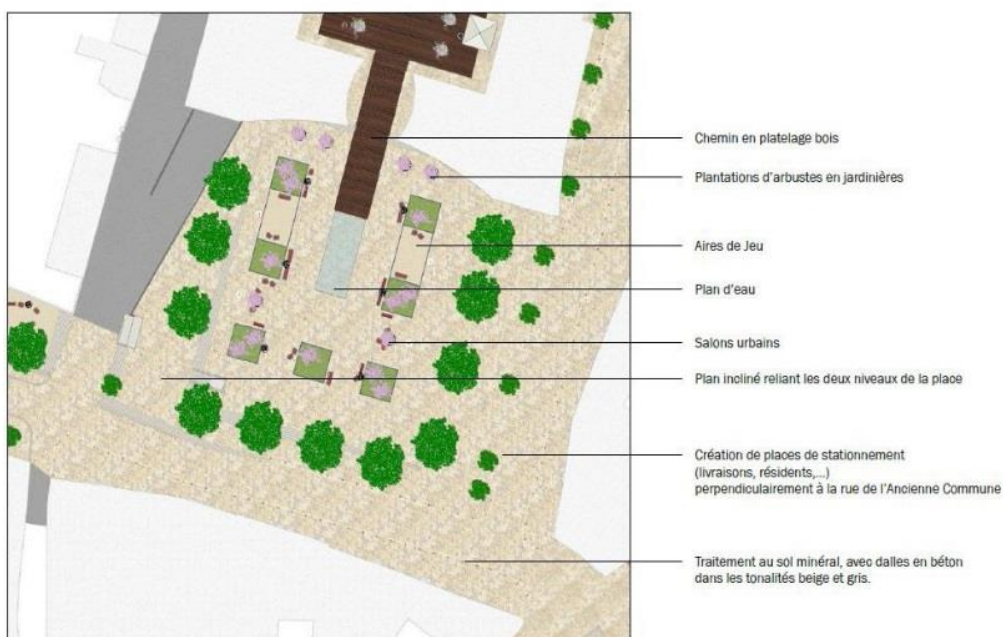 Chemin en platelage bois
Plantations d'arbustes en jardinières
Aires de Jeu
Plan d'eau
Salons urbains
Plan incliné reliant les deux niveaux de la place
Création de places de stationnement
(livraisons, résidents,...)
perpendiculairement à la rue de l'Ancienne Commune
Traitement au sol minéral, avec dalles en béton
dans les tonalités beige et gris.